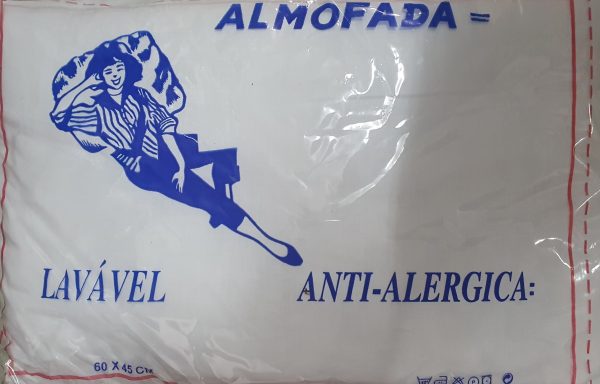 ALMOFADA =
LAVÁVEL ANTI-ALERGICA:
60 X 45 CM